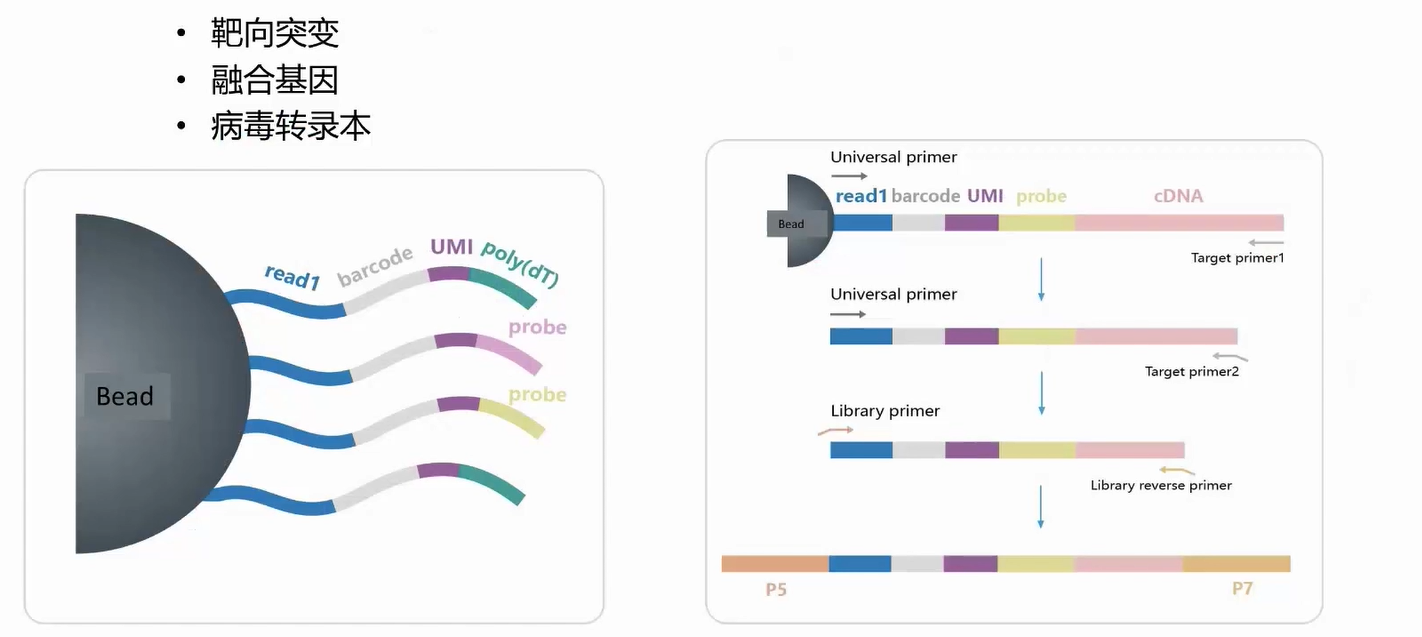 • 靶向突变
• 融合基因
• 病毒转录本
read1 barcode UMI poly(dT)
probe
probe
Bead
Universal primer
read1 barcode UMI probe cDNA
Bead
Target primer1
Universal primer
Target primer2
Library primer
Library reverse primer
P5 P7